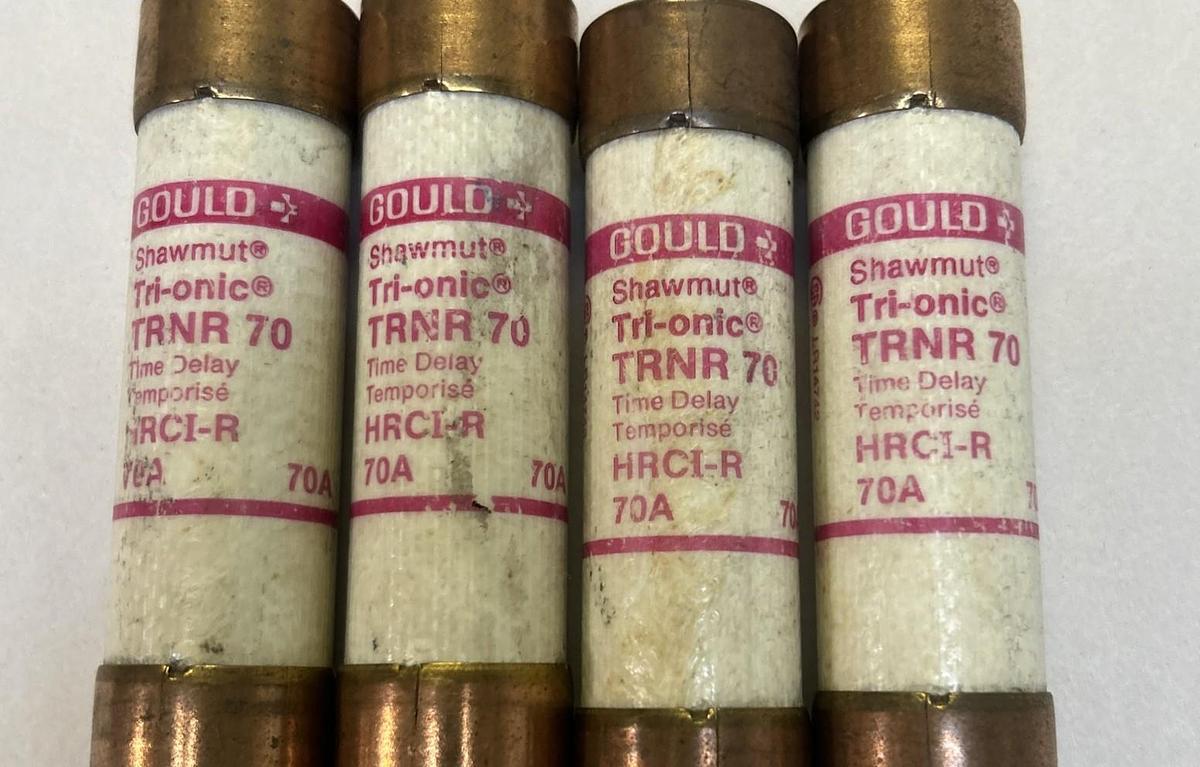 GOULD
Shawmut®
Tri-onic®
TRNR 70
Time Delay
Temporisé
HRCI-R
70A 70A
GOULD
Shawmut®
Tri-onic®
TRNR 70
Time Delay
Temporisé
HRCI-R
70A 70A
GOULD
Shawmut®
Tri-onic®
TRNR 70
Time Delay
Temporisé
HRCI-R
70A 70
GOULD
Shawmut®
Tri-onic®
TRNR 70
Time Delay
Temporisé
HRCI-R
70A